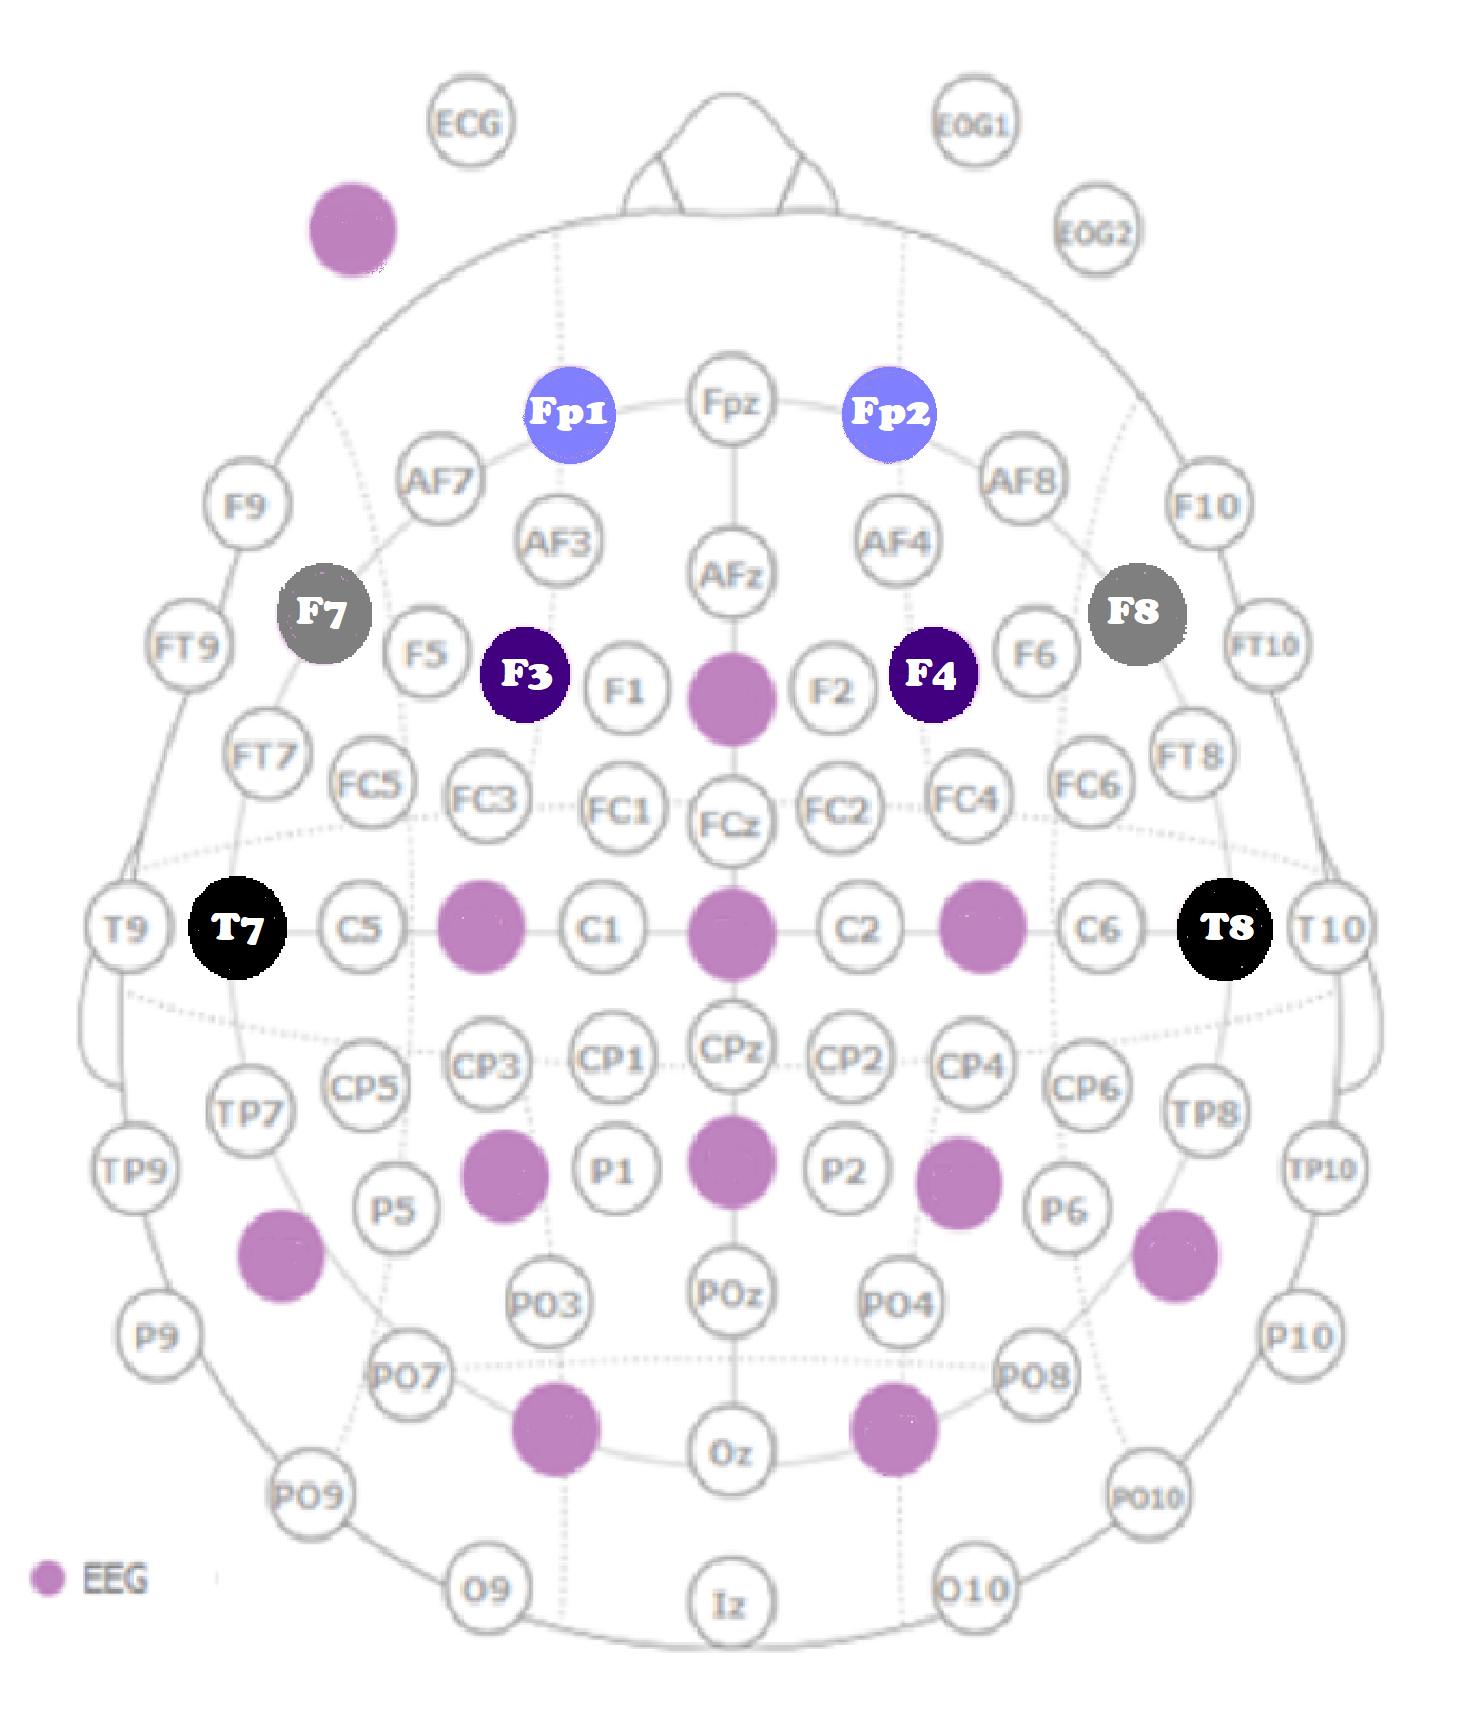 ECG EOG1
EOG2
Fp1 Fpz Fp2
AF7 AF8
F9 F10
AF3 AF4
AFz
F7 F8
FT9 F5 F6 FT10
F3 F1 F2 F4
FT7 FT8
FC5 FC3 FC1 FCz FC2 FC4 FC6
T9 T7 C5 C1 C2 C6 T8 T10
CP5 CP3 CP1 CPz CP2 CP4 CP6
TP7 TP8
TP9 P1 P2 TP10
P5 P6
PO3 POz PO4
P9 P10
PO7 PO8
Oz
PO9 PO10
EEG O9 Iz O10